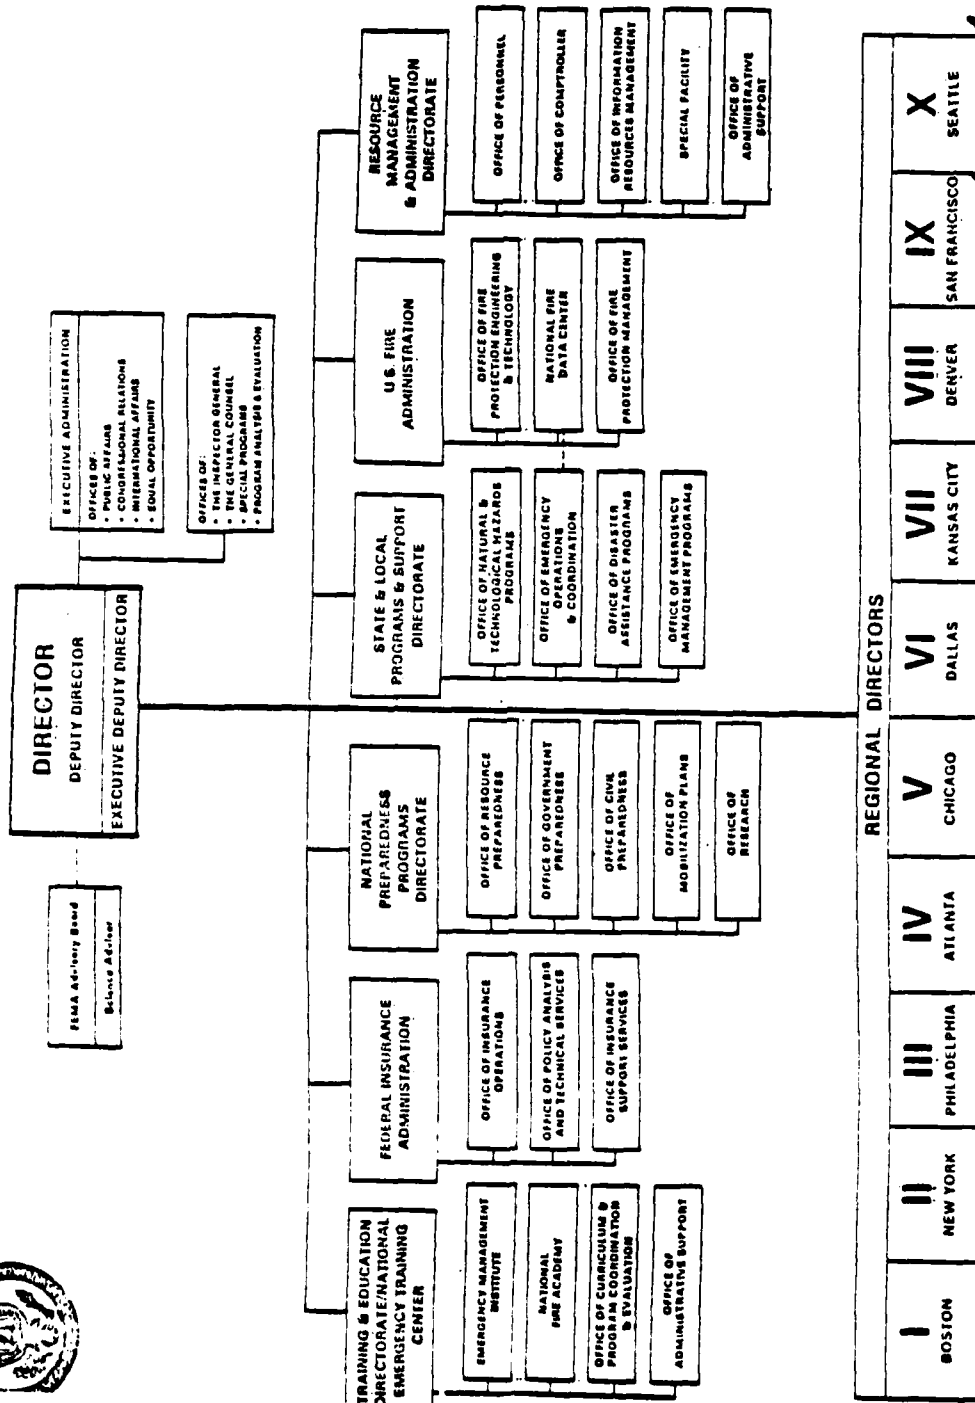 DIRECTOR
DEPUTY DIRECTOR
EXECUTIVE DEPUTY DIRECTOR
FEMA Advisory Board
Science Advisor
EXECUTIVE ADMINISTRATION
OFFICES OF:
• PUBLIC AFFAIRS
• CONGRESSIONAL RELATIONS
• INTERNATIONAL AFFAIRS
• EQUAL OPPORTUNITY
OFFICES OF:
• THE INSPECTOR GENERAL
• THE GENERAL COUNSEL
• SPECIAL PROGRAMS
• PROGRAM ANALYSIS & EVALUATION
TRAINING & EDUCATION
DIRECTORATE/NATIONAL
EMERGENCY TRAINING
CENTER
EMERGENCY MANAGEMENT
INSTITUTE
NATIONAL
FIRE ACADEMY
OFFICE OF CURRICULUM &
PROGRAM COORDINATION
& EVALUATION
OFFICE OF
ADMINISTRATIVE SUPPORT
FEDERAL INSURANCE
ADMINISTRATION
OFFICE OF INSURANCE
OPERATIONS
OFFICE OF POLICY ANALYSIS
AND TECHNICAL SERVICES
OFFICE OF INSURANCE
SUPPORT SERVICES
NATIONAL
PREPAREDNESS
PROGRAMS
DIRECTORATE
OFFICE OF RESOURCE
PREPAREDNESS
OFFICE OF GOVERNMENT
PREPAREDNESS
OFFICE OF CIVIL
PREPAREDNESS
OFFICE OF
MOBILIZATION PLANS
OFFICE OF
RESEARCH
STATE & LOCAL
PROGRAMS & SUPPORT
DIRECTORATE
OFFICE OF NATURAL &
TECHNOLOGICAL HAZARDS
PROGRAMS
OFFICE OF EMERGENCY
OPERATIONS
& COORDINATION
OFFICE OF DISASTER
ASSISTANCE PROGRAMS
OFFICE OF EMERGENCY
MANAGEMENT PROGRAMS
U.S. FIRE
ADMINISTRATION
OFFICE OF FIRE
PROTECTION ENGINEERING
& TECHNOLOGY
NATIONAL FIRE
DATA CENTER
OFFICE OF FIRE
PROTECTION MANAGEMENT
RESOURCE
MANAGEMENT
& ADMINISTRATION
DIRECTORATE
OFFICE OF PERSONNEL
OFFICE OF COMPTROLLER
OFFICE OF INFORMATION
RESOURCES MANAGEMENT
SPECIAL FACILITY
OFFICE OF
ADMINISTRATIVE
SUPPORT
REGIONAL DIRECTORS
I
BOSTON
II
NEW YORK
III
PHILADELPHIA
IV
ATLANTA
V
CHICAGO
VI
DALLAS
VII
KANSAS CITY
VIII
DENVER
IX
SAN FRANCISCO
X
SEATTLE